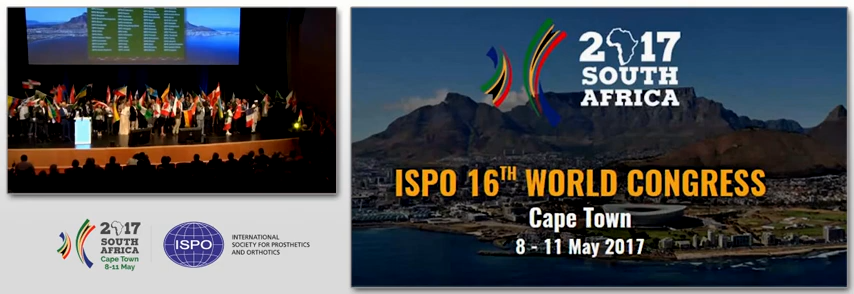 2017
SOUTH
AFRICA
ISPO 16TH WORLD CONGRESS
Cape Town
8 - 11 May 2017
2017
SOUTH
AFRICA
Cape Town
8-11 May
ISPO
INTERNATIONAL
SOCIETY FOR PROSTHETICS
AND ORTHOTICS